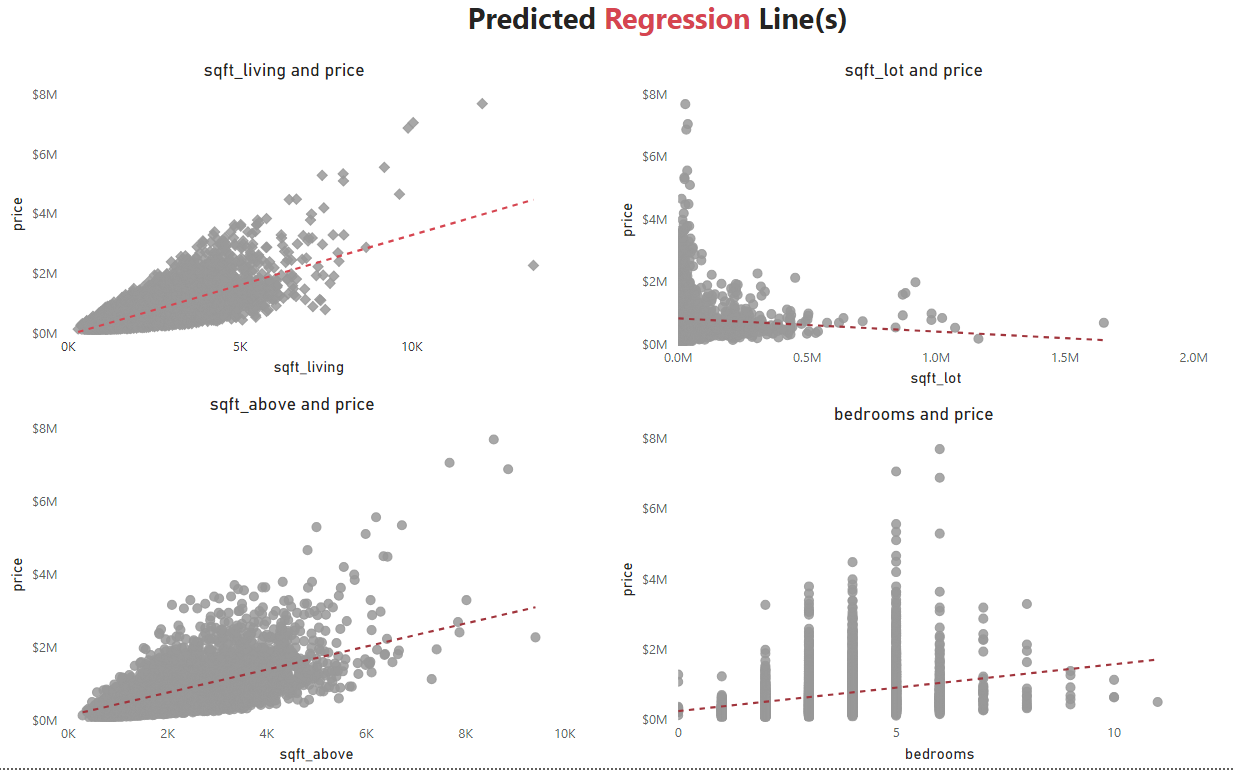 Predicted Regression Line(s)
sqft_living and price
$8M
$6M
$4M
$2M
$0M
price
0K 5K 10K
sqft_living
sqft_lot and price
$8M
$6M
$4M
$2M
$0M
price
0.0M 0.5M 1.0M 1.5M 2.0M
sqft_lot
sqft_above and price
$8M
$6M
$4M
$2M
$0M
price
0K 2K 4K 6K 8K 10K
sqft_above
bedrooms and price
$8M
$6M
$4M
$2M
$0M
price
0 5 10
bedrooms